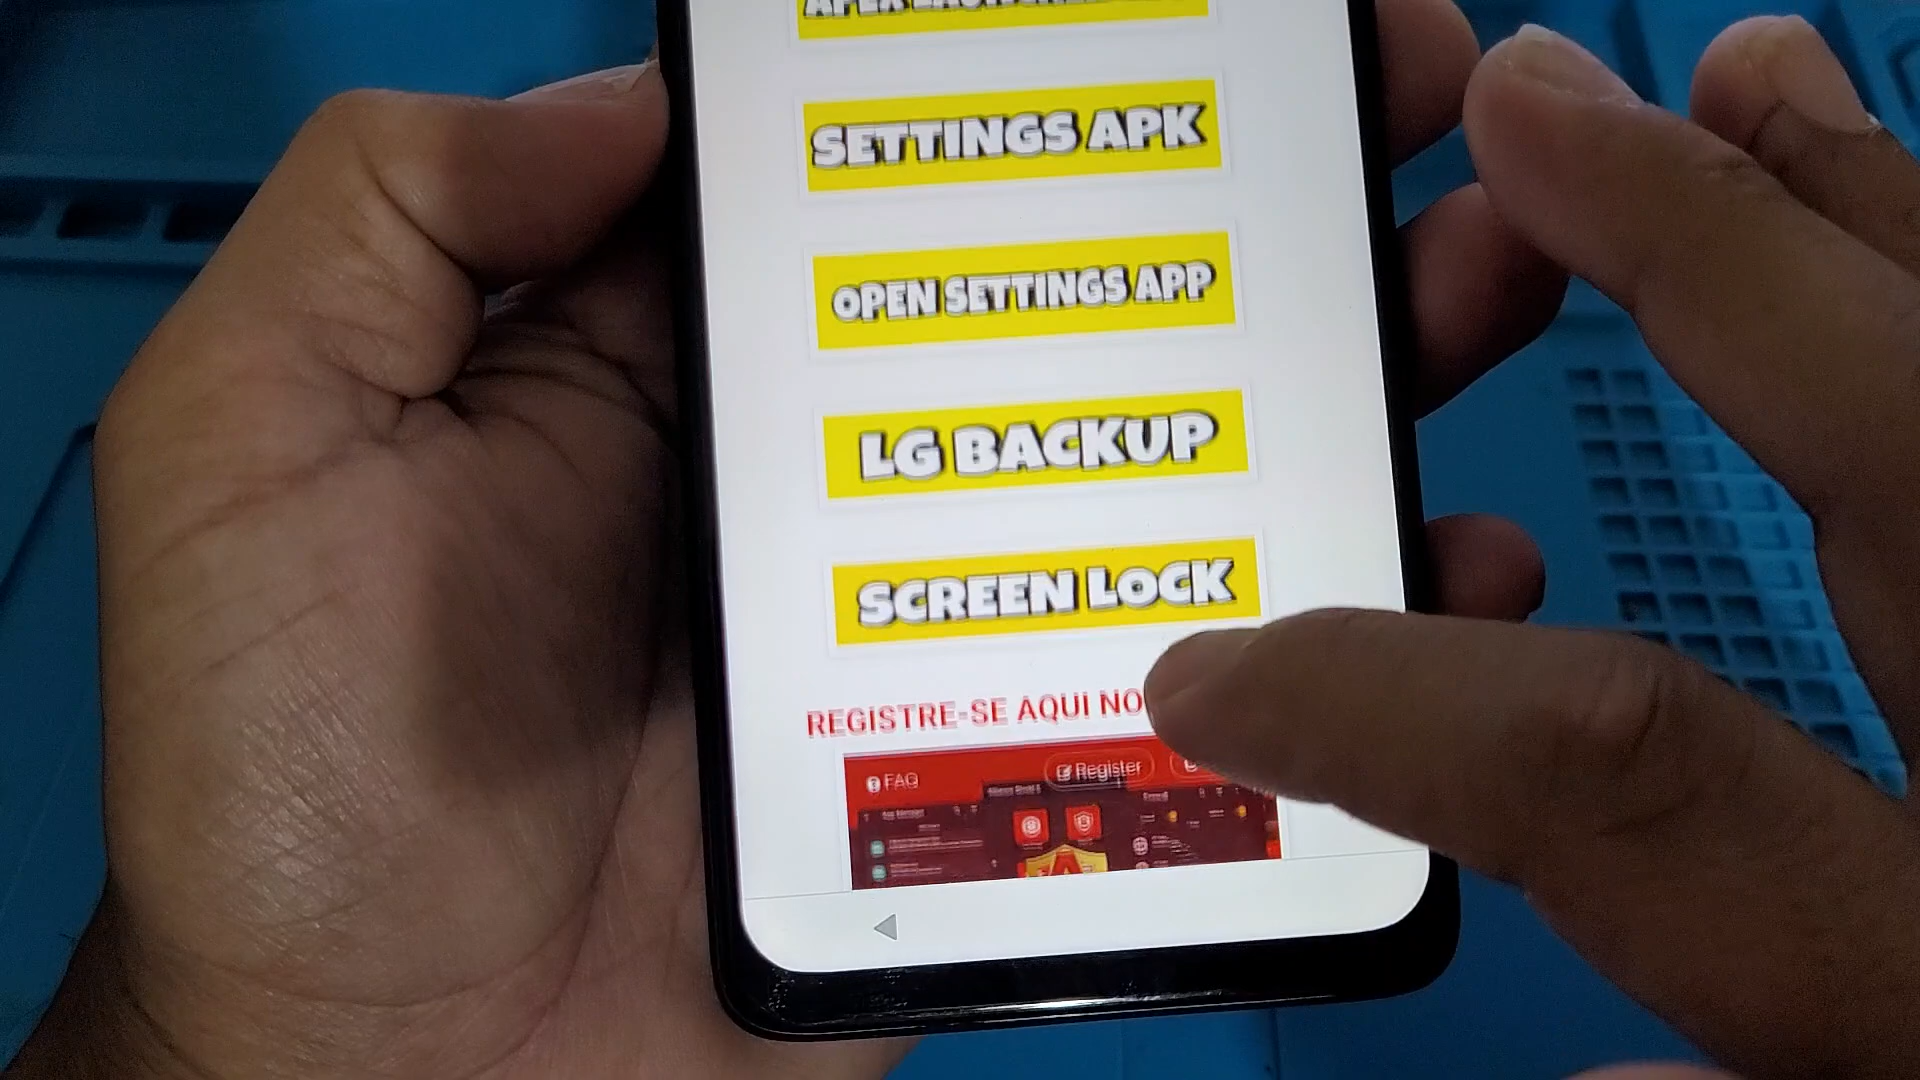 SETTINGS APK
OPEN SETTINGS APP
LG BACKUP
SCREEN LOCK
REGISTRE-SE AQUI NO
FAQ
Register